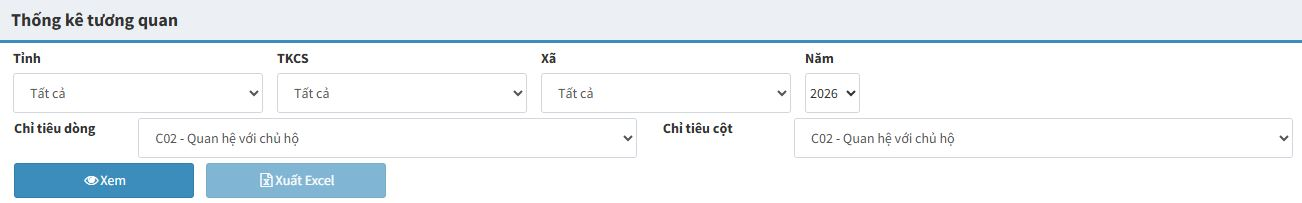 Thống kê tương quan
Tỉnh TKCS Xã Năm
Tất cả Tất cả Tất cả 2026
Chỉ tiêu dòng C02 - Quan hệ với chủ hộ Chỉ tiêu cột C02 - Quan hệ với chủ hộ
Xem Xuất Excel